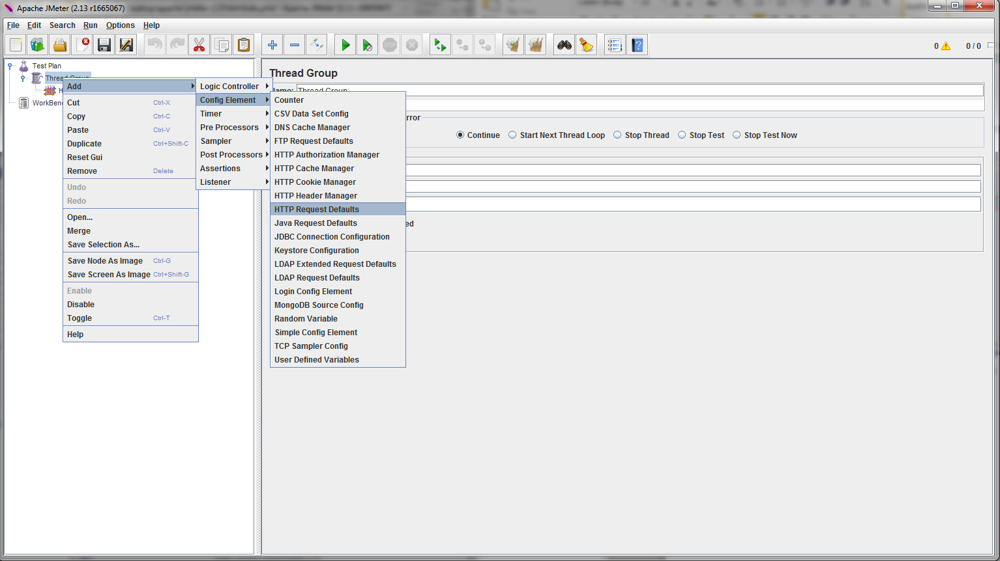 Apache JMeter (2.13 r1665067)
File Edit Search Run Options Help
0 0 / 0
Test Plan
Thread Group
H
WorkBenc
Add
Cut Ctrl-X
Copy Ctrl-C
Paste Ctrl-V
Duplicate Ctrl+Shift-C
Reset Gui
Remove Delete
Undo
Redo
Open...
Merge
Save Selection As...
Save Node As Image Ctrl-G
Save Screen As Image Ctrl+Shift-G
Enable
Disable
Toggle Ctrl-T
Help
Logic Controller
Config Element
Timer
Pre Processors
Sampler
Post Processors
Assertions
Listener
Counter
CSV Data Set Config
DNS Cache Manager
FTP Request Defaults
HTTP Authorization Manager
HTTP Cache Manager
HTTP Cookie Manager
HTTP Header Manager
HTTP Request Defaults
Java Request Defaults
JDBC Connection Configuration
Keystore Configuration
LDAP Extended Request Defaults
LDAP Request Defaults
Login Config Element
MongoDB Source Config
Random Variable
Simple Config Element
TCP Sampler Config
User Defined Variables
Thread Group
Name: Thread Group
rror
Continue Start Next Thread Loop Stop Thread Stop Test Stop Test Now
ed